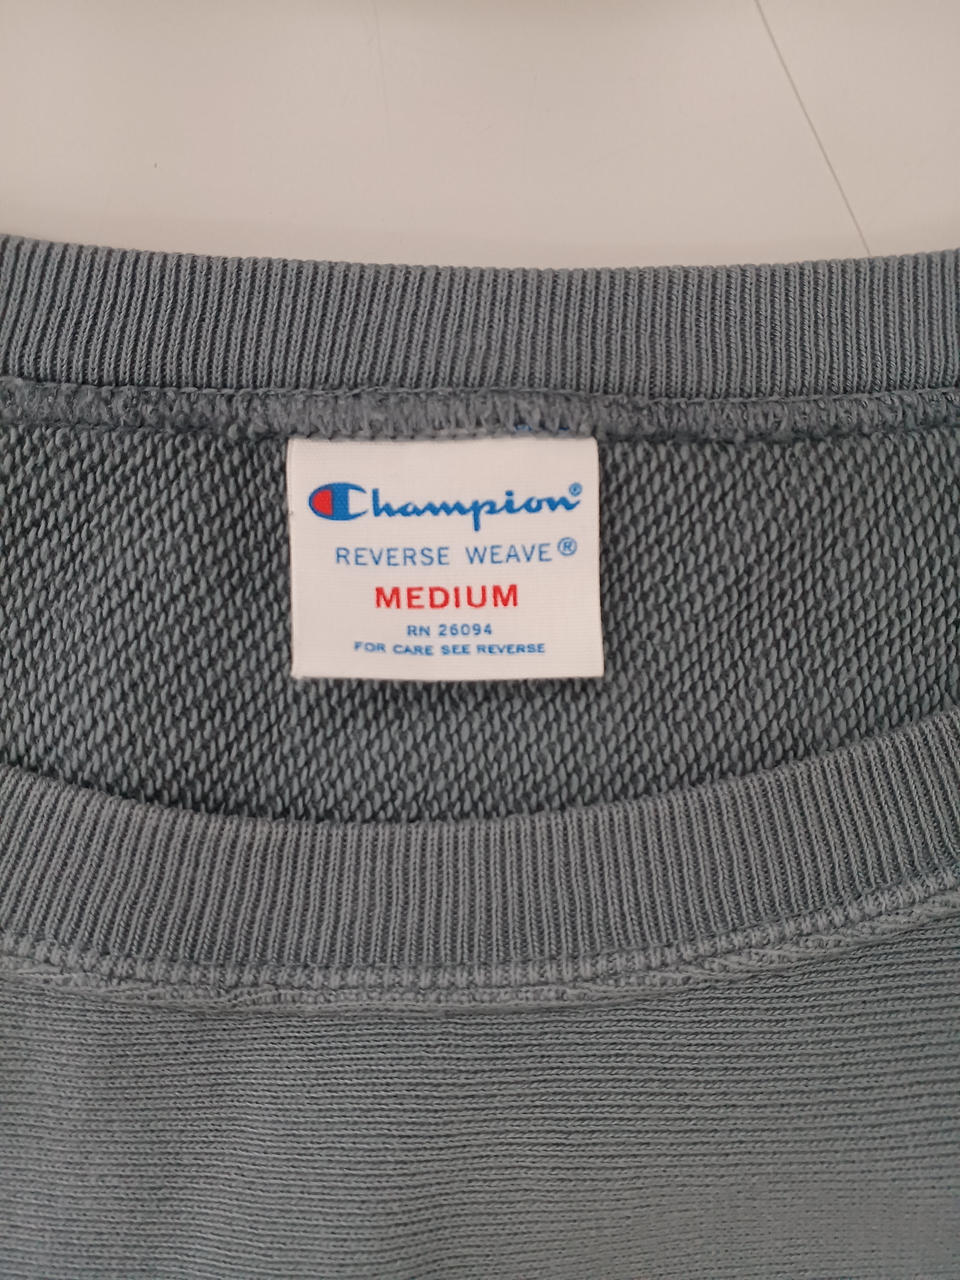 Champion®
REVERSE WEAVE®
MEDIUM
RN 26094
FOR CARE SEE REVERSE